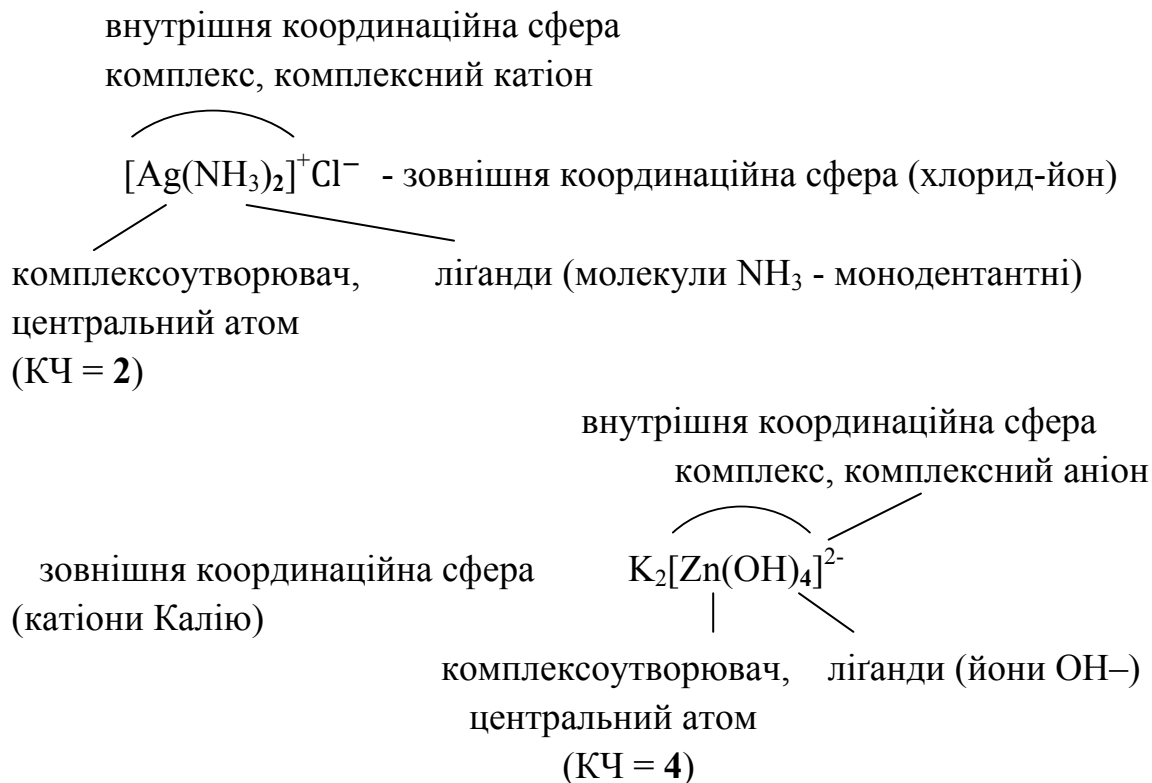 внутрішня координаційна сфера
комплекс, комплексний катіон
[Ag(NH₃)₂]⁺Cl⁻ - зовнішня координаційна сфера (хлорид-йон)
комплексоутворювач, ліґанди (молекули NH₃ - монодентантні)
центральний атом
(КЧ = 2)
внутрішня координаційна сфера
комплекс, комплексний аніон
зовнішня координаційна сфера K₂[Zn(OH)₄]²⁻
(катіони Калію)
комплексоутворювач, ліґанди (йони OH–)
центральний атом
(КЧ = 4)